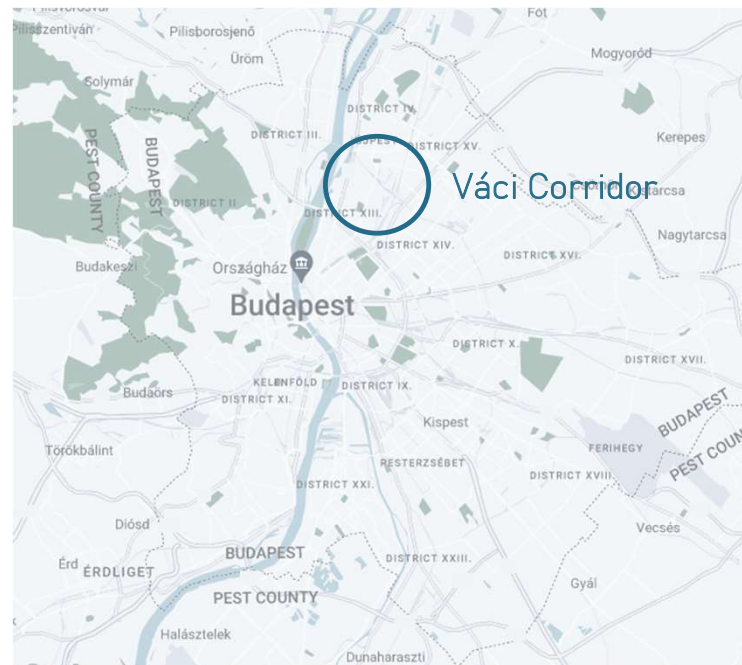 Fót
Pilisszentiván
Pilisborosjenő
Üröm
Mogyoród
Solymár
DISTRICT IV.
DISTRICT III.
DISTRICT XV.
Kerepes
PEST COUNTY
BUDAPEST
Váci Corridor
Kistarcsa
DISTRICT II
DISTRICT XIII.
Nagytarcsa
DISTRICT XIV.
DISTRICT XVI.
Budakeszi
Országház
Budapest
DISTRICT X.
DISTRICT XVII.
KELENFÖLD
DISTRICT IX.
Budaörs
DISTRICT XI.
BUDAPEST
PEST COUN
Kispest
Törökbálint
FERIHEGY
PESTERZSÉBET
DISTRICT XVIII.
DISTRICT XXI.
Diósd
Vecsés
Érd
ÉRDLIGET
BUDAPEST
DISTRICT XXIII.
Gyál
PEST COUNTY
Halásztelek
Dunaharaszti